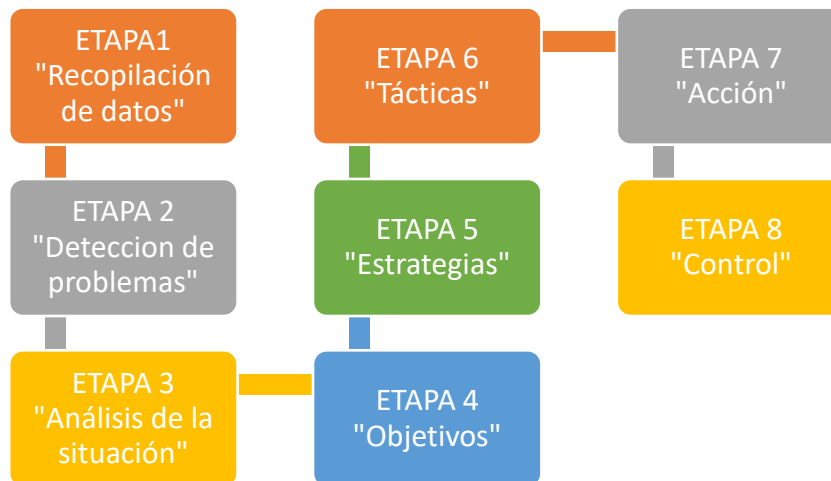 ETAPA1
"Recopilación
de datos"
ETAPA 2
"Deteccion de
problemas"
ETAPA 3
"Análisis de la
situación"
ETAPA 4
"Objetivos"
ETAPA 5
"Estrategias"
ETAPA 6
"Tácticas"
ETAPA 7
"Acción"
ETAPA 8
"Control"